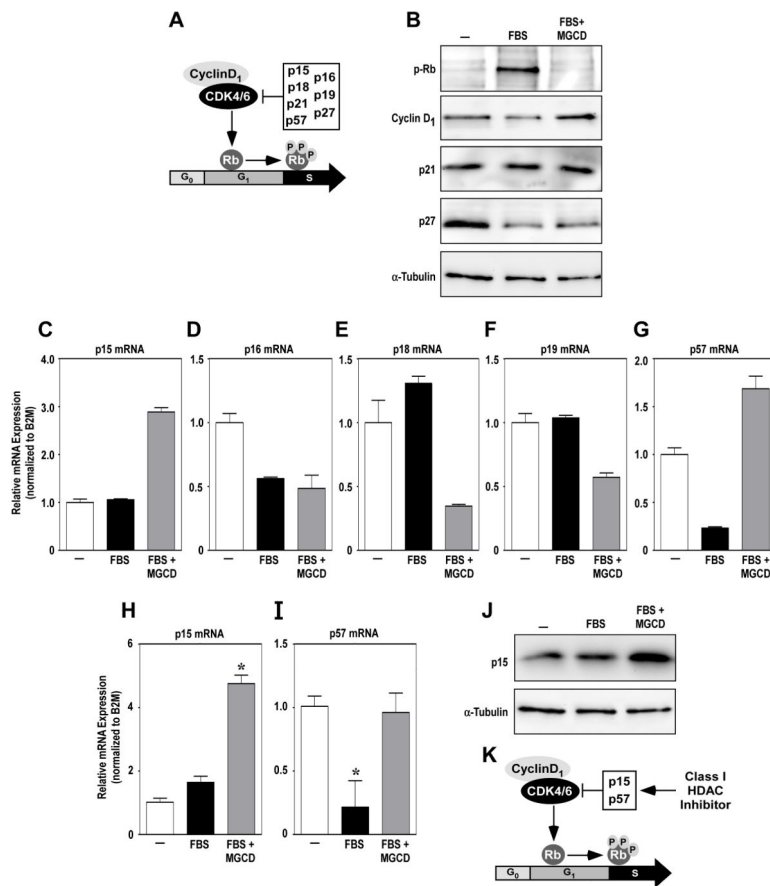 A
CyclinD1
CDK4/6
p15
p16
p18
p19
p21
p27
p57
Rb
P P P
Rb
G0 G1 S
B
– FBS FBS+
MGCD
p-Rb
Cyclin D1
p21
p27
α-Tubulin
C
p15 mRNA
Relative mRNA Expression
(normalized to B2M)
4.0
3.0
2.0
1.0
0
– FBS FBS +
MGCD
D
p16 mRNA
1.5
1.0
0.5
0
– FBS FBS +
MGCD
E
p18 mRNA
1.5
1.0
0.5
0
– FBS FBS +
MGCD
F
p19 mRNA
1.5
1.0
0.5
0
– FBS FBS +
MGCD
G
p57 mRNA
2.0
1.5
1.0
0.5
0
– FBS FBS +
MGCD
H
p15 mRNA
Relative mRNA Expression
(normalized to B2M)
6
4
2
0
*
– FBS FBS +
MGCD
I
p57 mRNA
1.5
1.0
0.5
0
*
– FBS FBS +
MGCD
J
– FBS FBS +
MGCD
p15
α-Tubulin
K
CyclinD1
CDK4/6
p15
p57
Class I
HDAC
Inhibitor
Rb
P P P
Rb
G0 G1 S